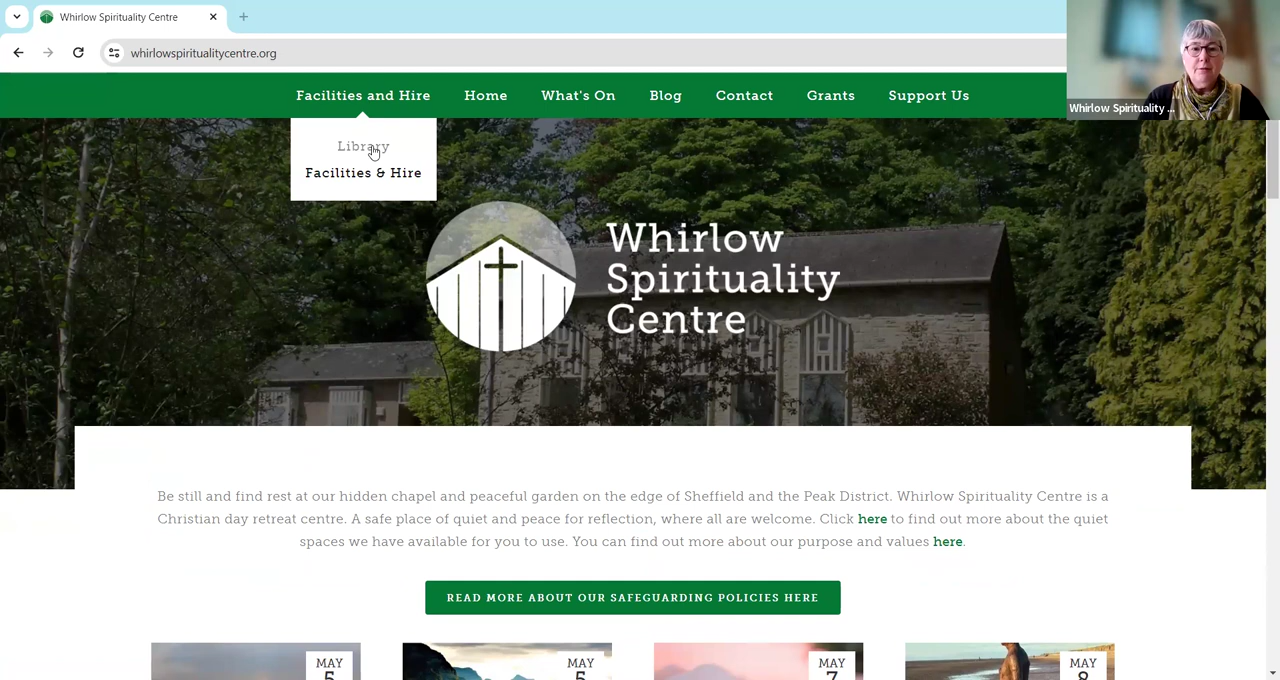 Whirlow Spirituality Centre
whirlowspiritualitycentre.org
Facilities and Hire Home What's On Blog Contact Grants Support Us
Whirlow Spirituality ...
Library
Facilities & Hire
Whirlow
Spirituality
Centre
Be still and find rest at our hidden chapel and peaceful garden on the edge of Sheffield and the Peak District. Whirlow Spirituality Centre is a
Christian day retreat centre. A safe place of quiet and peace for reflection, where all are welcome. Click here to find out more about the quiet
spaces we have available for you to use. You can find out more about our purpose and values here.
READ MORE ABOUT OUR SAFEGUARDING POLICIES HERE
MAY MAY MAY MAY
5 5 7 8